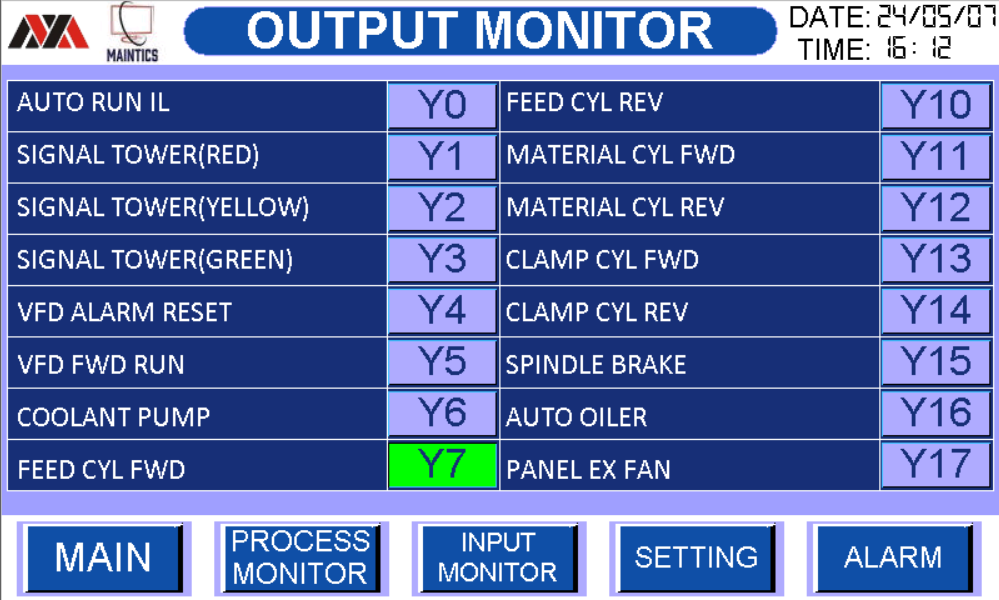 MAINTICS
OUTPUT MONITOR
DATE: 24/05/07
TIME: 16:12
AUTO RUN IL Y0 FEED CYL REV Y10
SIGNAL TOWER(RED) Y1 MATERIAL CYL FWD Y11
SIGNAL TOWER(YELLOW) Y2 MATERIAL CYL REV Y12
SIGNAL TOWER(GREEN) Y3 CLAMP CYL FWD Y13
VFD ALARM RESET Y4 CLAMP CYL REV Y14
VFD FWD RUN Y5 SPINDLE BRAKE Y15
COOLANT PUMP Y6 AUTO OILER Y16
FEED CYL FWD Y7 PANEL EX FAN Y17
MAIN
PROCESS
MONITOR
INPUT
MONITOR
SETTING
ALARM